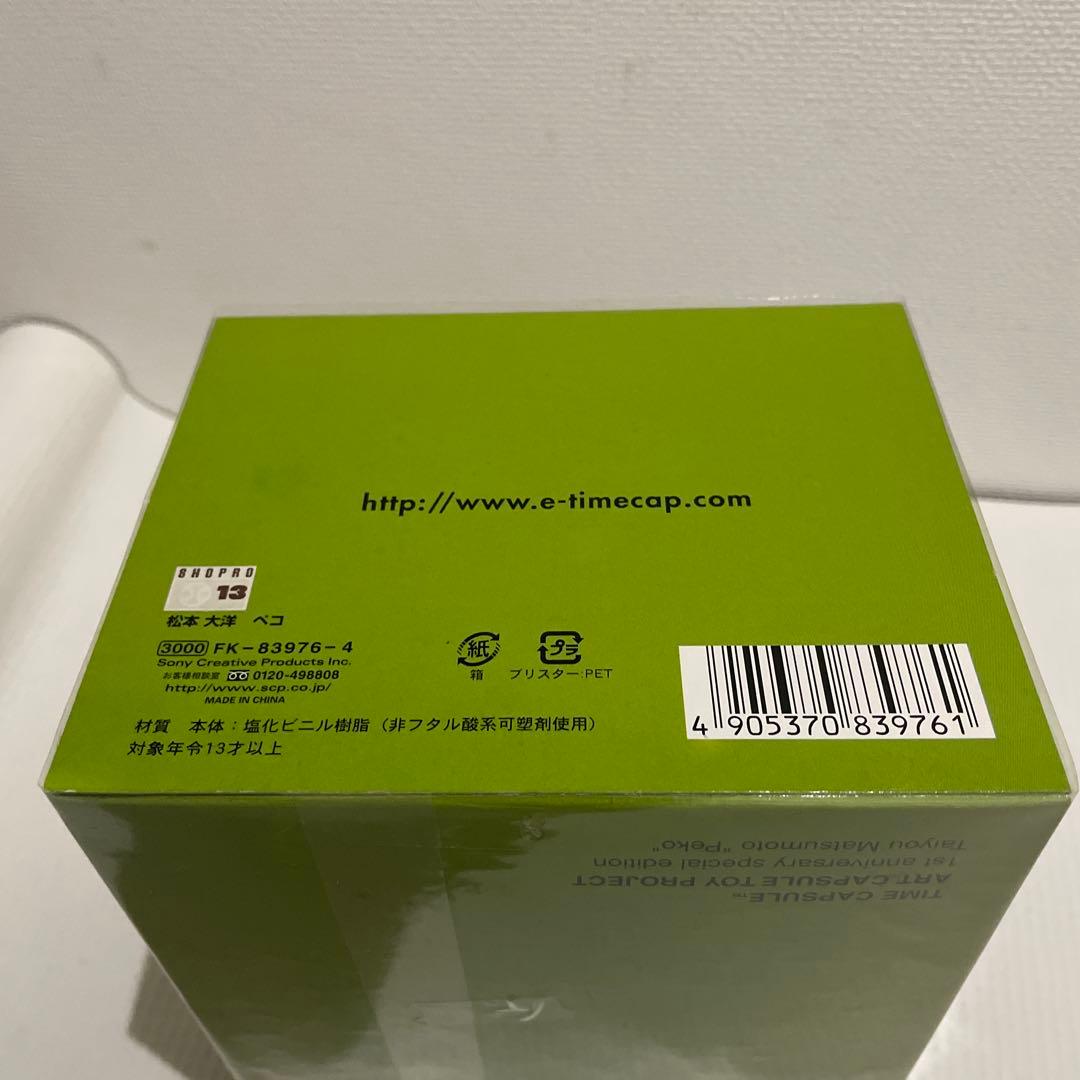 http://www.e-timecap.com
SHOPRO
13
松本 大洋 ペコ
3000 FK-83976-4
Sony Creative Products Inc.
お客様相談室 0120-498808
http://www.scp.co.jp/
MADE IN CHINA
紙
箱
プラ
ブリスター:PET
材質 本体:塩化ビニル樹脂(非フタル酸系可塑剤使用)
対象年令13才以上
4 905370 839761
TIME CAPSULE™
ART.CAPSULE TOY PROJECT
1st anniversary special edition
Taiyou Matsumoto "Peko"